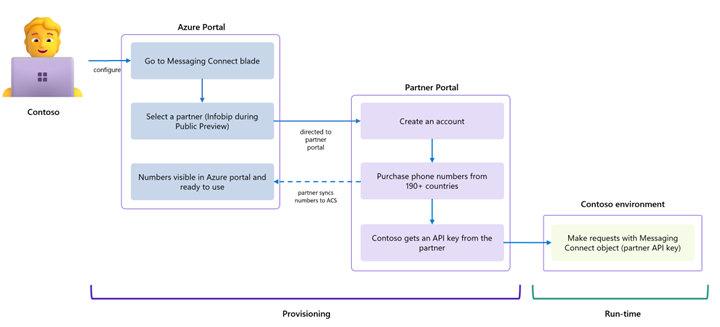 Azure Portal
Go to Messaging Connect blade
configure
Contoso
Select a partner (Infobip during
Public Preview)
directed to
partner
portal
Numbers visible in Azure portal and
ready to use
partner syncs
numbers to ACS
Partner Portal
Create an account
Purchase phone numbers from
190+ countries
Contoso gets an API key from the
partner
Contoso environment
Make requests with Messaging
Connect object (partner API key)
Provisioning
Run-time